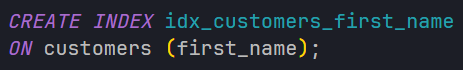 CREATE INDEX idx_customers_first_name
ON customers (first_name);